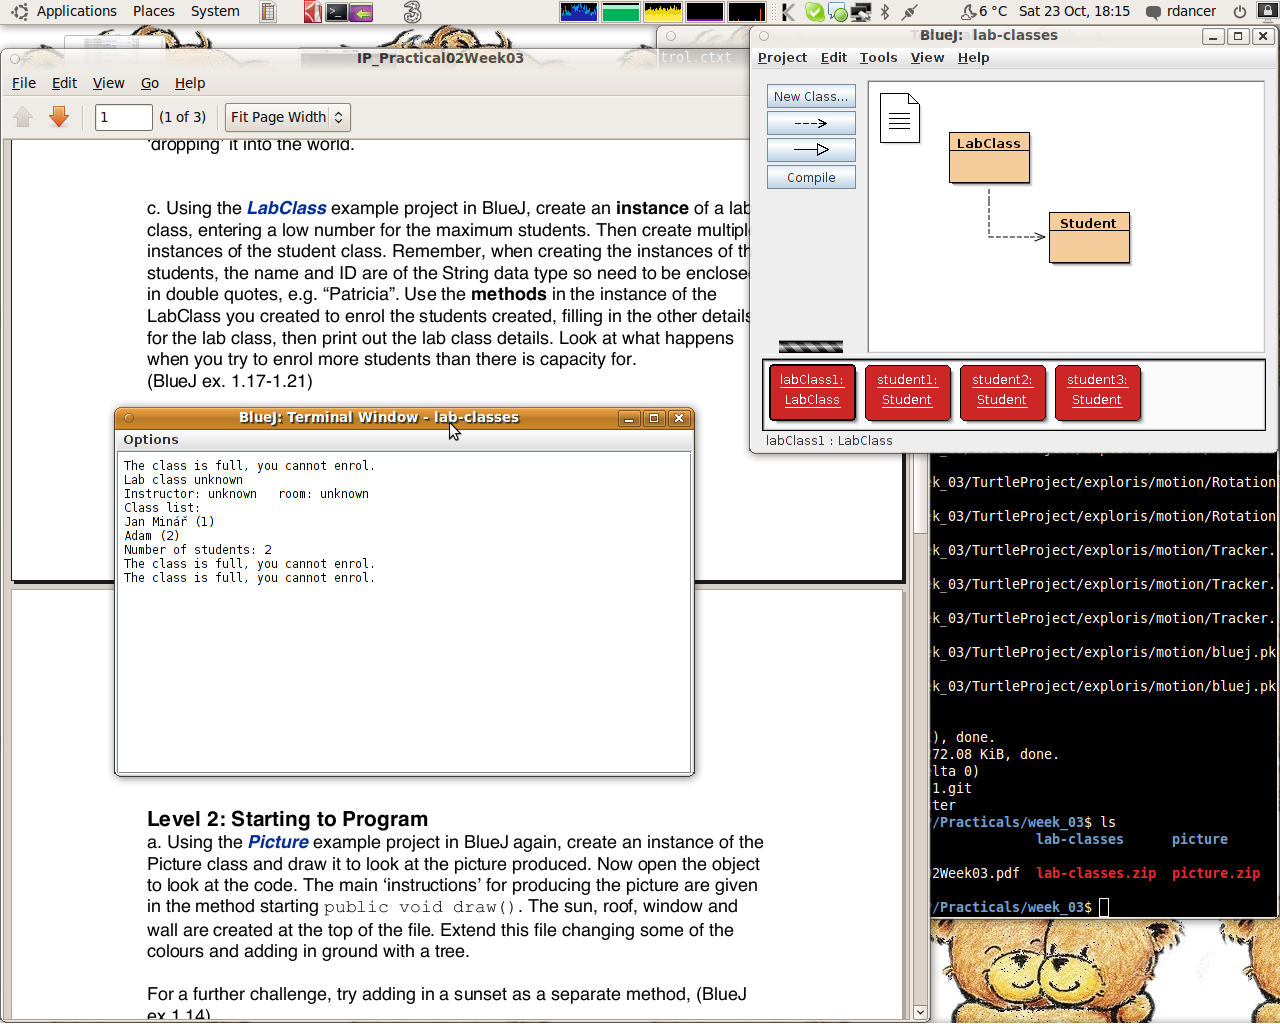 Applications Places System
6 °C Sat 23 Oct, 18:15 rdancer
IP_Practical02Week03
File Edit View Go Help
1 (1 of 3) Fit Page Width
‘dropping’ it into the world.
c. Using the LabClass example project in BlueJ, create an instance of a lab
class, entering a low number for the maximum students. Then create multiple
instances of the student class. Remember, when creating the instances of the
students, the name and ID are of the String data type so need to be enclosed
in double quotes, e.g. “Patricia”. Use the methods in the instance of the
LabClass you created to enrol the students created, filling in the other details
for the lab class, then print out the lab class details. Look at what happens
when you try to enrol more students than there is capacity for.
(BlueJ ex. 1.17-1.21)
BlueJ: Terminal Window - lab-classes
Options
The class is full, you cannot enrol.
Lab class unknown
Instructor: unknown room: unknown
Class list:
Jan Minář (1)
Adam (2)
Number of students: 2
The class is full, you cannot enrol.
The class is full, you cannot enrol.
Level 2: Starting to Program
a. Using the Picture example project in BlueJ again, create an instance of the
Picture class and draw it to look at the picture produced. Now open the object
to look at the code. The main ‘instructions’ for producing the picture are given
in the method starting public void draw(). The sun, roof, window and
wall are created at the top of the file. Extend this file changing some of the
colours and adding in ground with a tree.
For a further challenge, try adding in a sunset as a separate method, (BlueJ
ex 1.14)
trol.ctxt
BlueJ: lab-classes
Project Edit Tools View Help
New Class...
Compile
LabClass
Student
labClass1:
LabClass
student1:
Student
student2:
Student
student3:
Student
labClass1 : LabClass
k_03/TurtleProject/exploris/motion/Rotation
k_03/TurtleProject/exploris/motion/Rotation
k_03/TurtleProject/exploris/motion/Tracker.
k_03/TurtleProject/exploris/motion/Tracker.
k_03/TurtleProject/exploris/motion/Tracker.
k_03/TurtleProject/exploris/motion/bluej.pk
k_03/TurtleProject/exploris/motion/bluej.pk
), done.
72.08 KiB, done.
lta 0)
1.git
ter
/Practicals/week_03$ ls
lab-classes picture
2Week03.pdf lab-classes.zip picture.zip
/Practicals/week_03$